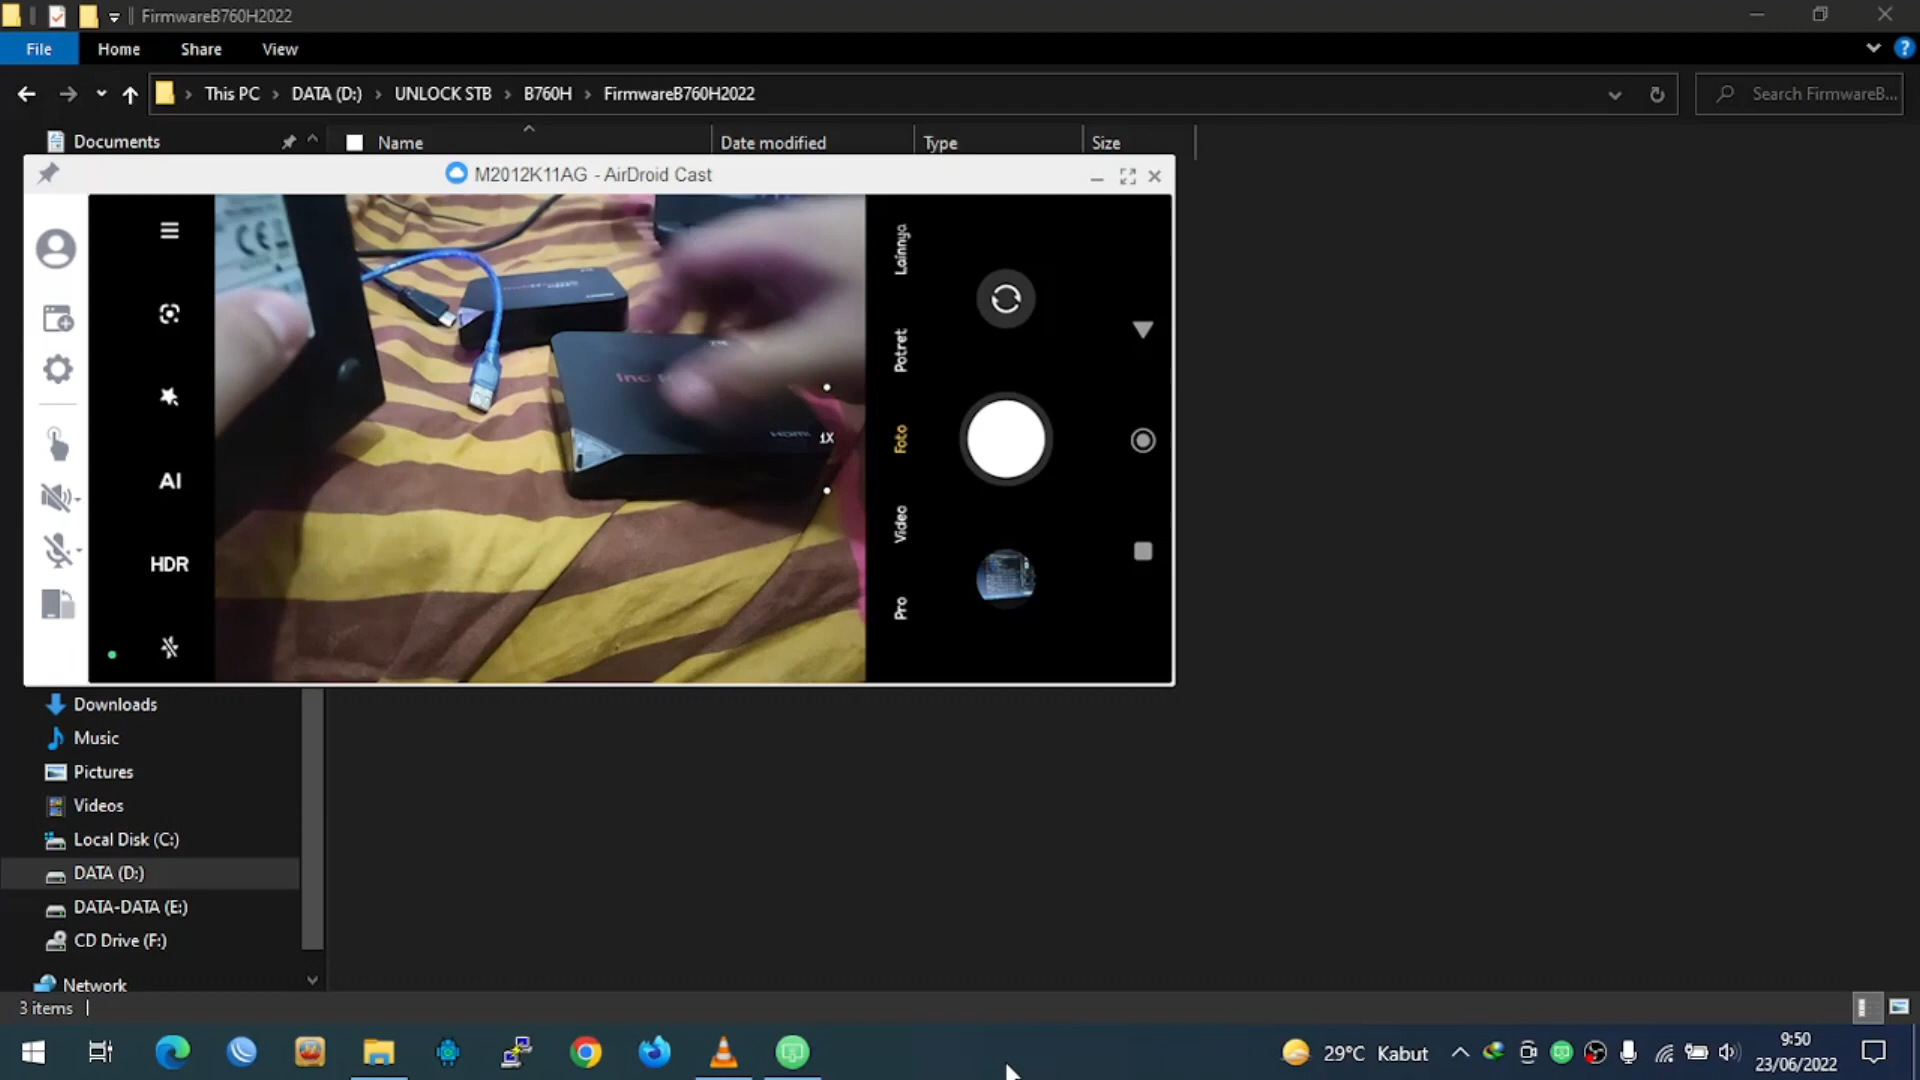 FirmwareB760H2022
File
Home
Share
View
This PC
DATA (D:)
UNLOCK STB
B760H
FirmwareB760H2022
Search FirmwareB...
Documents
Name
Date modified
Type
Size
M2012K11AG - AirDroid Cast
AI
HDR
CE
HDMI
1X
Lainnya
Potret
Foto
Video
Pro
Downloads
Music
Pictures
Videos
Local Disk (C:)
DATA (D:)
DATA-DATA (E:)
CD Drive (F:)
Network
3 items
29°C Kabut
9:50
23/06/2022